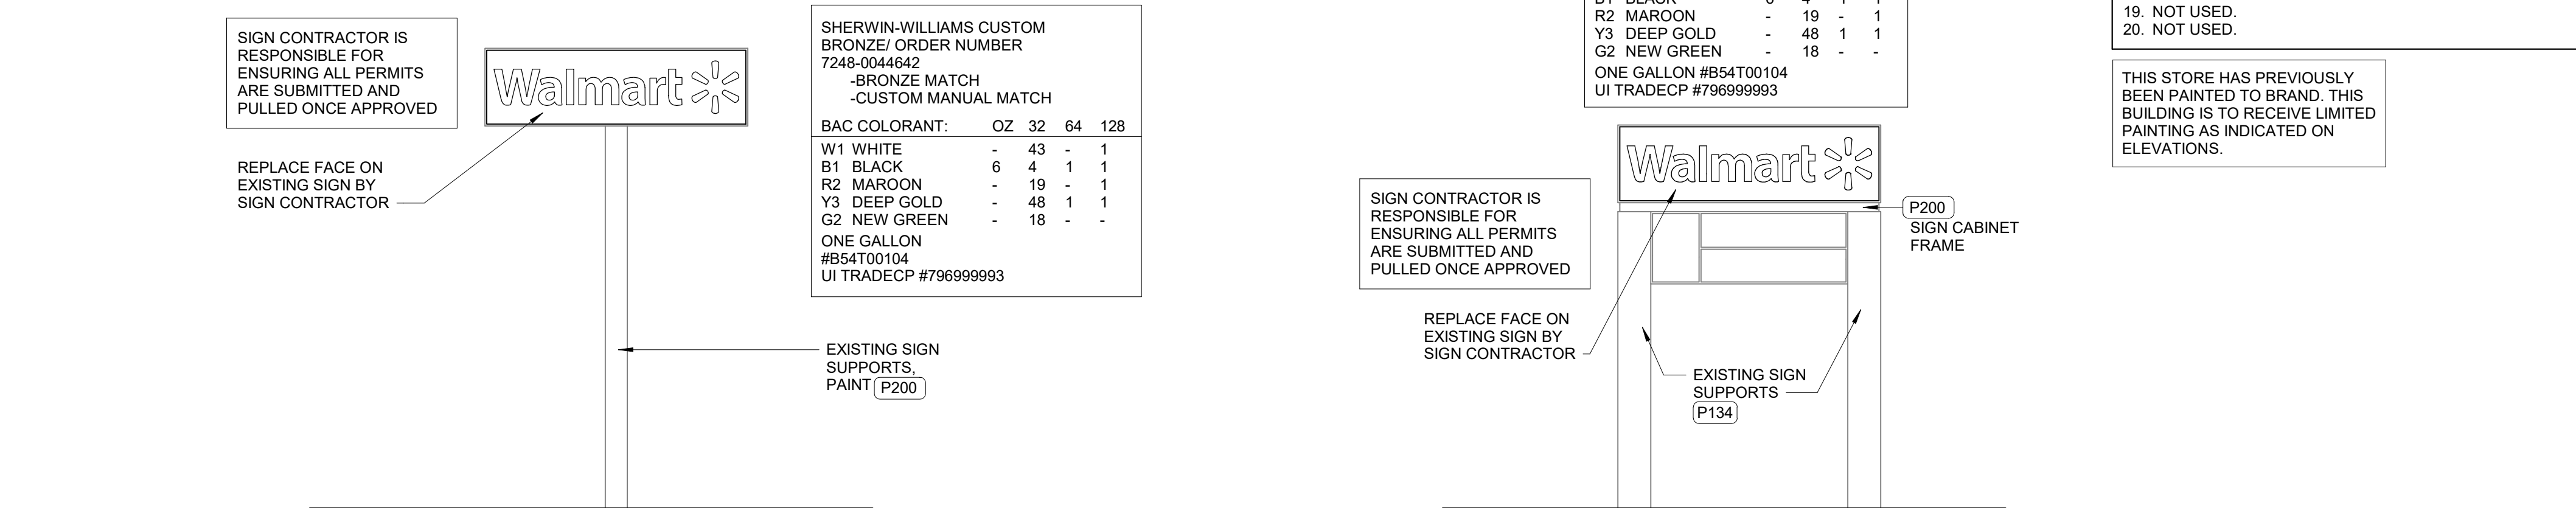 SIGN CONTRACTOR IS
RESPONSIBLE FOR
ENSURING ALL PERMITS
ARE SUBMITTED AND
PULLED ONCE APPROVED
REPLACE FACE ON
EXISTING SIGN BY
SIGN CONTRACTOR
Walmart
SHERWIN-WILLIAMS CUSTOM
BRONZE/ ORDER NUMBER
7248-0044642
-BRONZE MATCH
-CUSTOM MANUAL MATCH
BAC COLORANT: OZ 32 64 128
W1 WHITE - 43 - 1
B1 BLACK 6 4 1 1
R2 MAROON - 19 - 1
Y3 DEEP GOLD - 48 1 1
G2 NEW GREEN - 18 - -
ONE GALLON
#B54T00104
UI TRADECP #796999993
EXISTING SIGN
SUPPORTS,
PAINT P200
B1 BLACK 6 4 1 1
R2 MAROON - 19 - 1
Y3 DEEP GOLD - 48 1 1
G2 NEW GREEN - 18 - -
ONE GALLON #B54T00104
UI TRADECP #796999993
Walmart
SIGN CONTRACTOR IS
RESPONSIBLE FOR
ENSURING ALL PERMITS
ARE SUBMITTED AND
PULLED ONCE APPROVED
REPLACE FACE ON
EXISTING SIGN BY
SIGN CONTRACTOR
P200
SIGN CABINET
FRAME
EXISTING SIGN
SUPPORTS
P134
19. NOT USED.
20. NOT USED.
THIS STORE HAS PREVIOUSLY
BEEN PAINTED TO BRAND. THIS
BUILDING IS TO RECEIVE LIMITED
PAINTING AS INDICATED ON
ELEVATIONS.